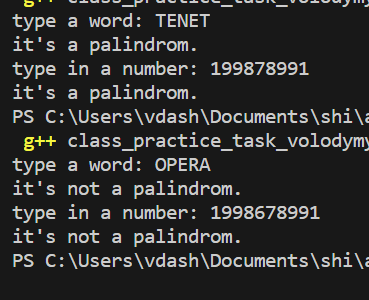 g++ class_practice_task_volodymy
type a word: TENET
it's a palindrom.
type in a number: 199878991
it's a palindrom.
PS C:\Users\vdash\Documents\shi\a
g++ class_practice_task_volodymy
type a word: OPERA
it's not a palindrom.
type in a number: 1998678991
it's not a palindrom.
PS C:\Users\vdash\Documents\shi\a